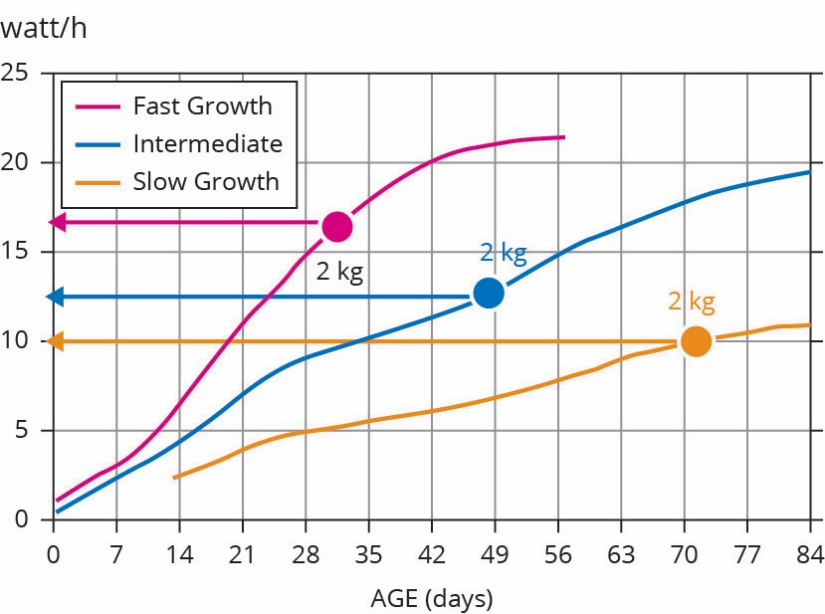 watt/h
25
Fast Growth
Intermediate
Slow Growth
20
15
2 kg
2 kg
2 kg
10
5
0
0 7 14 21 28 35 42 49 56 63 70 77 84
AGE (days)